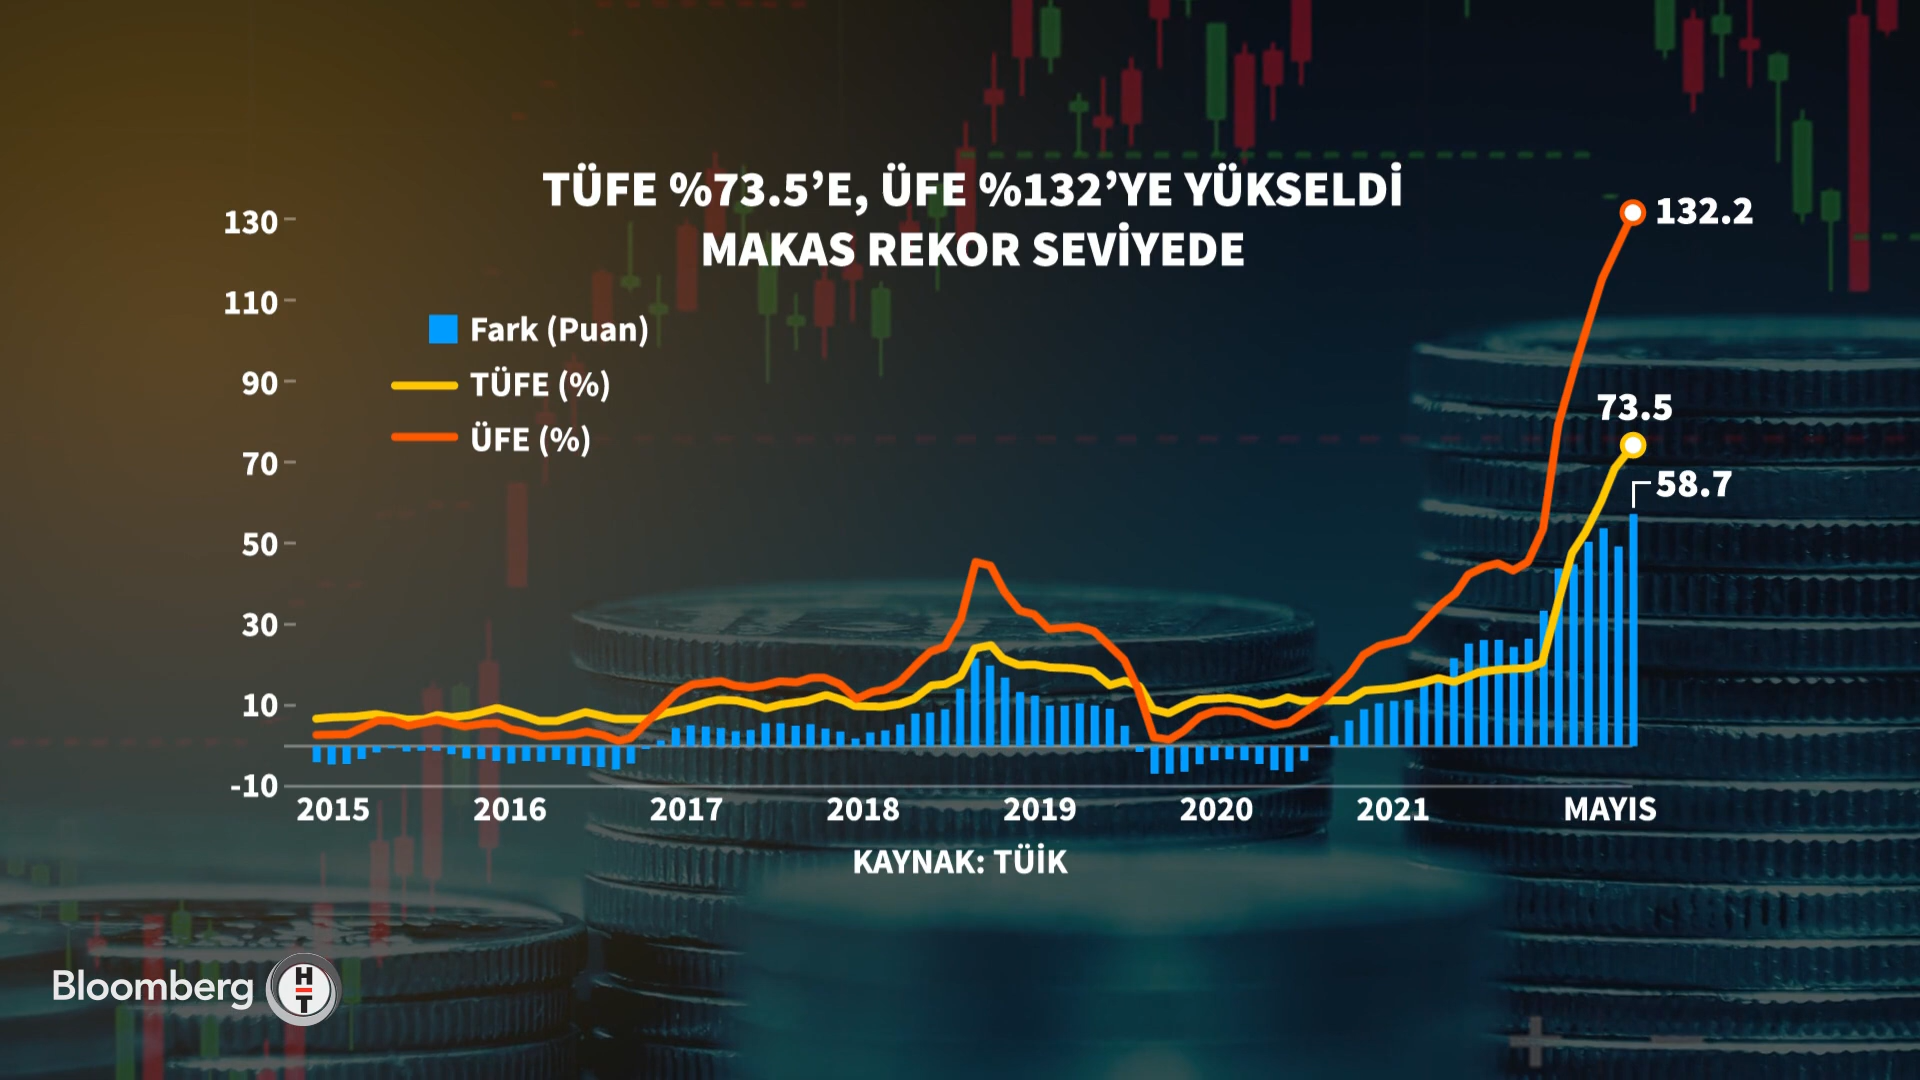 TÜFE %73.5’E, ÜFE %132’YE YÜKSELDİ
MAKAS REKOR SEVİYEDE
Fark (Puan)
TÜFE (%)
ÜFE (%)
130
110
90
70
50
30
10
-10
132.2
73.5
58.7
2015
2016
2017
2018
2019
2020
2021
MAYIS
KAYNAK: TÜİK
Bloomberg HT